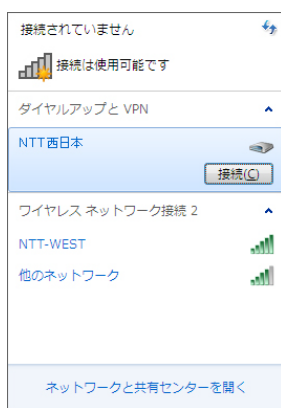 接続されていません
接続は使用可能です
ダイヤルアップと VPN
NTT西日本
接続(C)
ワイヤレス ネットワーク接続 2
NTT-WEST
他のネットワーク
ネットワークと共有センターを開く